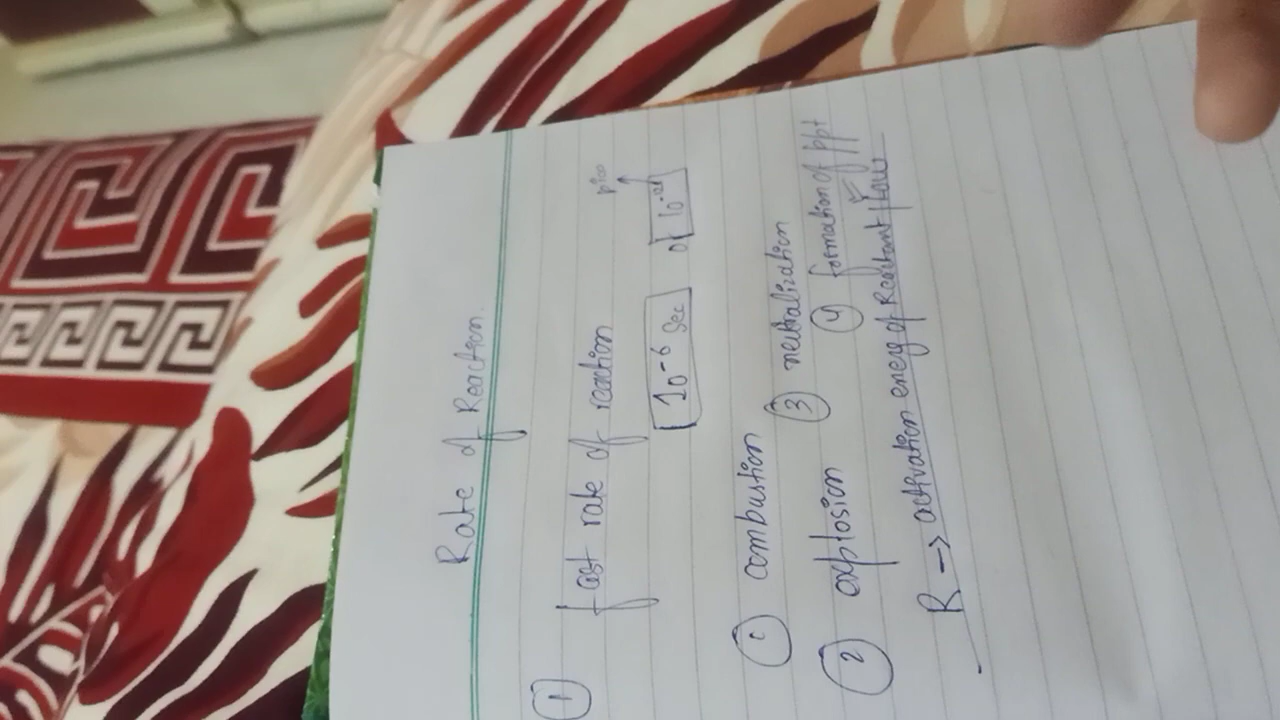 Rate of Reaction.
① fast rate of reaction
pico
10⁻⁶ sec or 10⁻¹²
① combustion ③ neutralization
② explosion ④ formation of ppt
R → activation energy of Reactant low